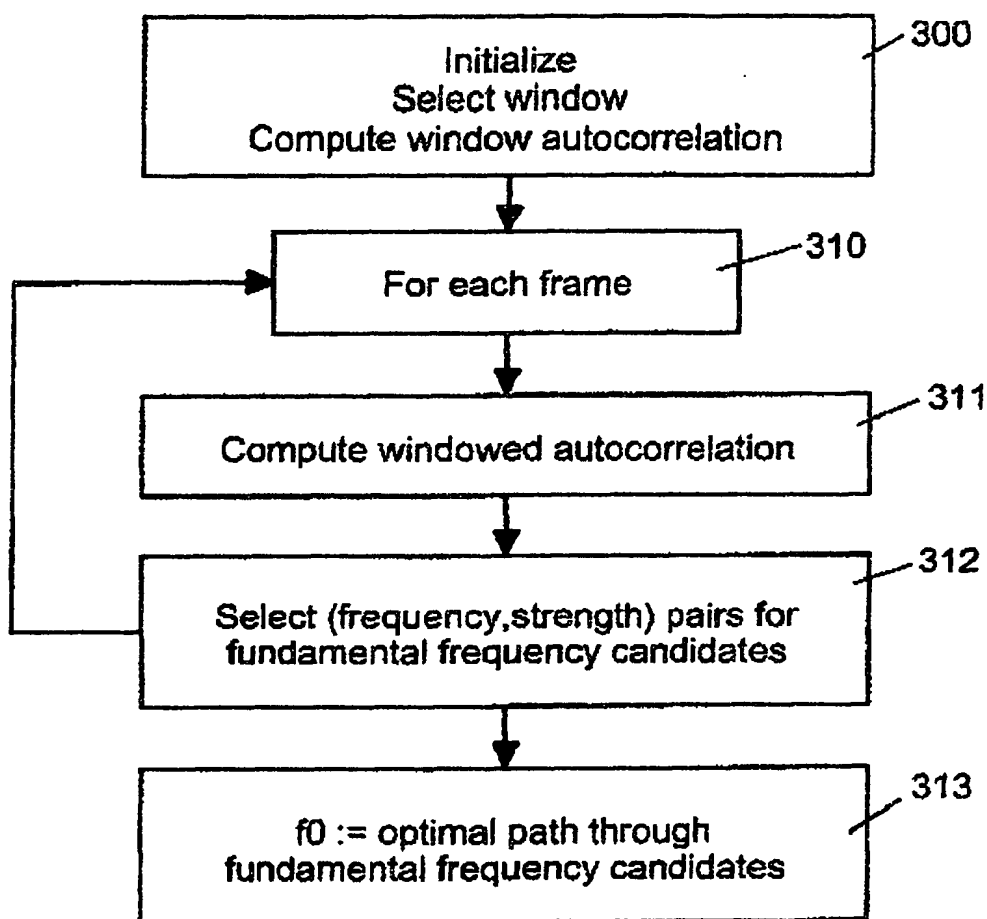 300
Initialize
Select window
Compute window autocorrelation
310
For each frame
311
Compute windowed autocorrelation
312
Select (frequency,strength) pairs for
fundamental frequency candidates
313
f0 := optimal path through
fundamental frequency candidates